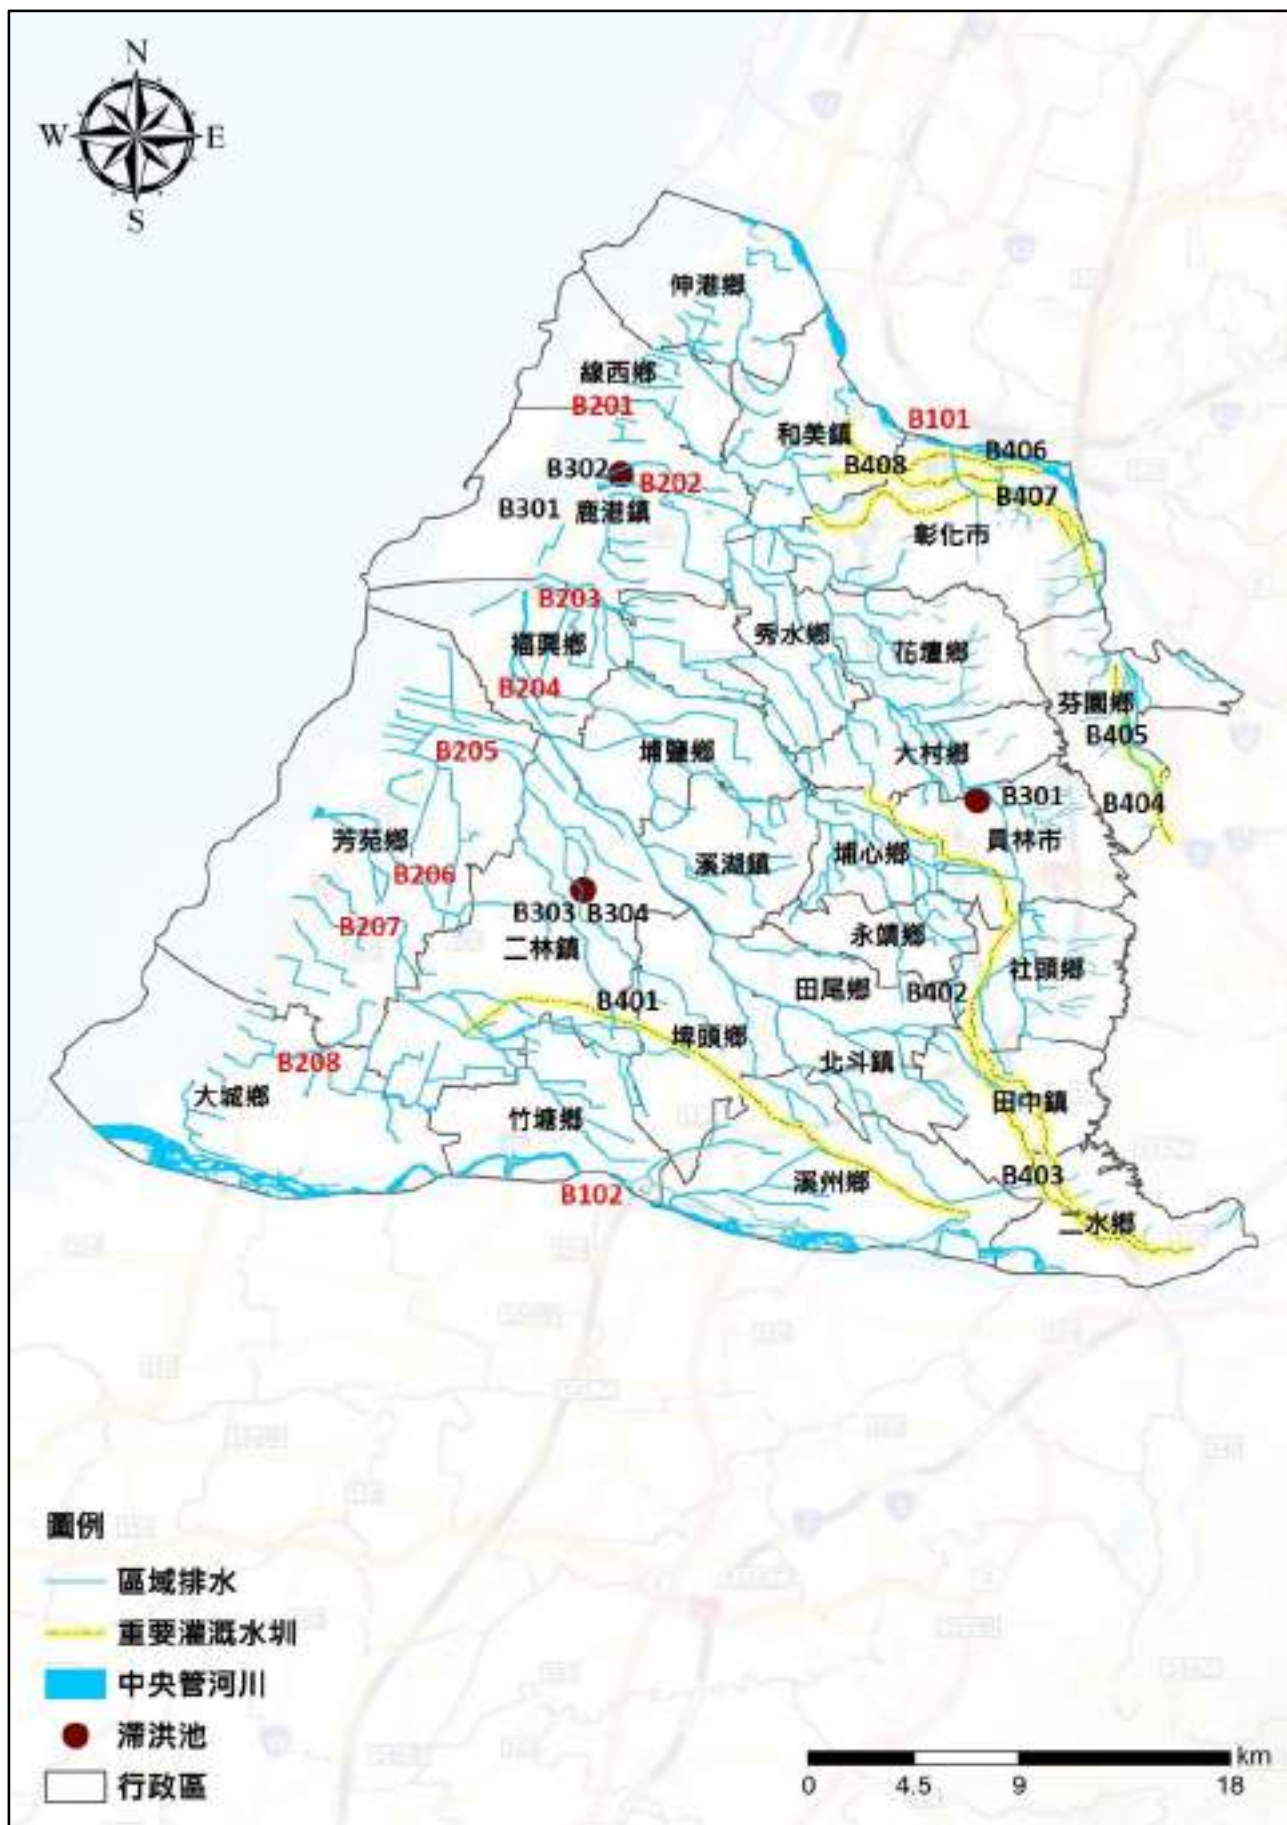 N
W
E
S
伸港鄉
線西鄉
B201
和美鎮
B101
B406
B408
B302
B202
B407
B301
鹿港鎮
彰化市
B203
福興鄉
秀水鄉
花壇鄉
B204
芬園鄉
B405
B205
埔鹽鄉
大村鄉
B301
B404
芳苑鄉
員林市
埔心鄉
溪湖鎮
B206
B303
B304
B207
二林鎮
永靖鄉
社頭鄉
田尾鄉
B402
B401
埤頭鄉
B208
北斗鎮
大城鄉
田中鎮
竹塘鄉
B403
溪州鄉
B102
二水鄉
圖例
區域排水
重要灌溉水圳
中央管河川
滯洪池
行政區
km
0
4.5
9
18